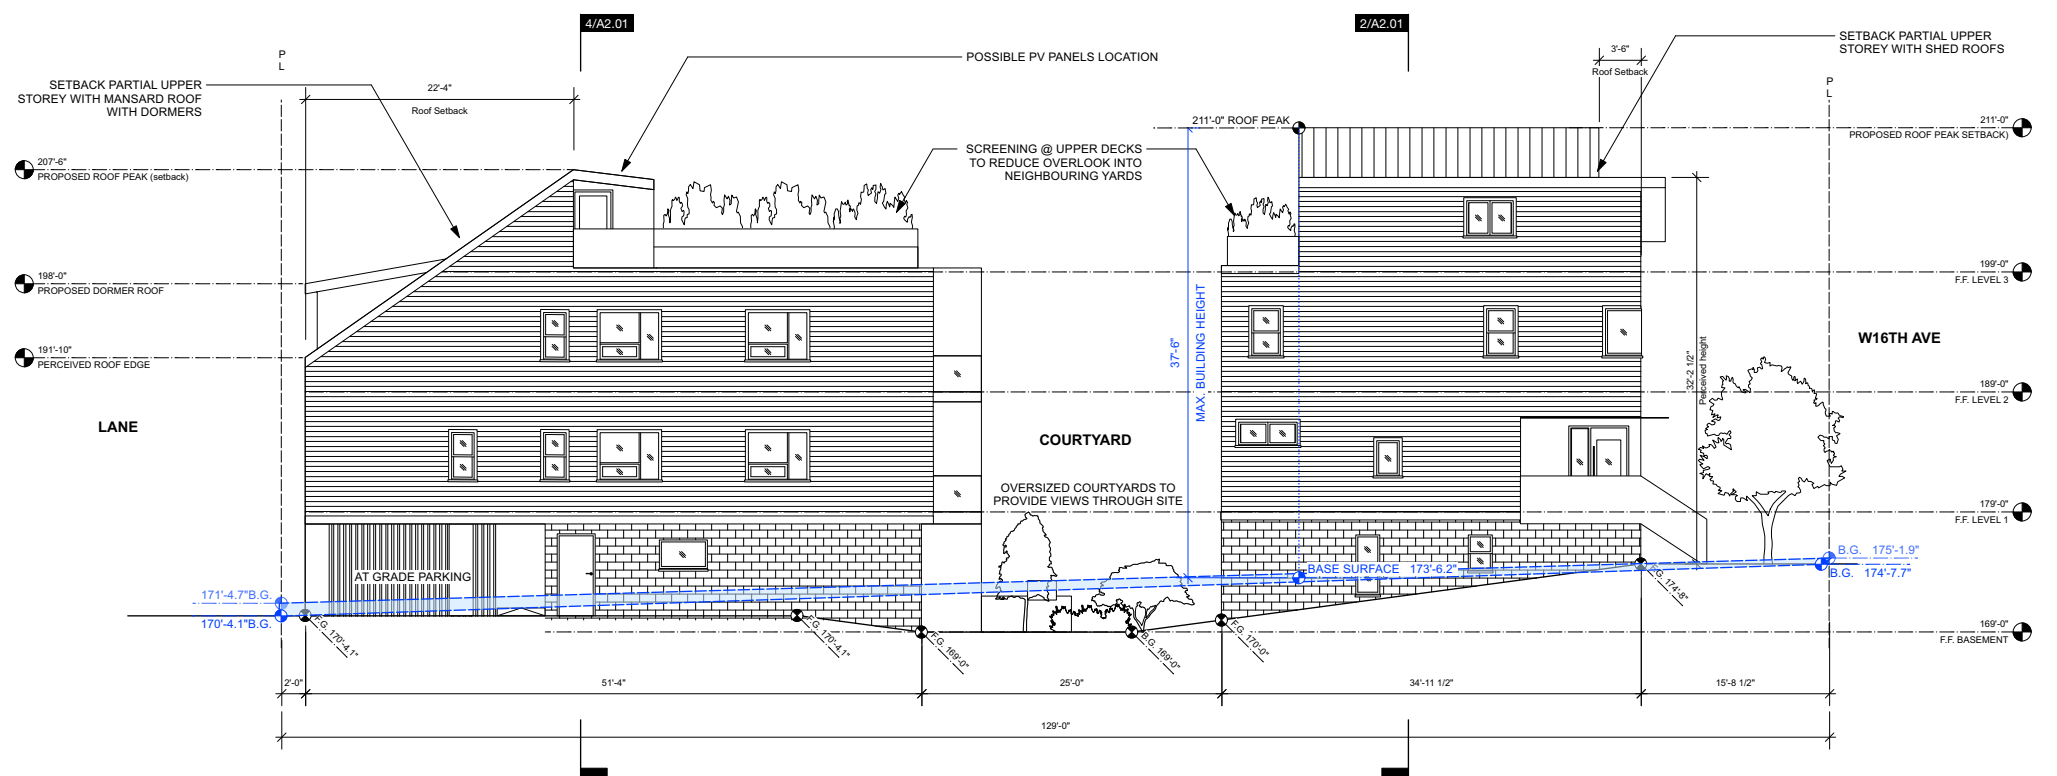 4/A2.01
2/A2.01
P
L
SETBACK PARTIAL UPPER
STOREY WITH MANSARD ROOF
WITH DORMERS
22'-4"
Roof Setback
POSSIBLE PV PANELS LOCATION
3'-6"
Roof Setback
SETBACK PARTIAL UPPER
STOREY WITH SHED ROOFS
P
L
207'-6"
PROPOSED ROOF PEAK (setback)
198'-0"
PROPOSED DORMER ROOF
191'-10"
PERCEIVED ROOF EDGE
LANE
SCREENING @ UPPER DECKS
TO REDUCE OVERLOOK INTO
NEIGHBOURING YARDS
211'-0" ROOF PEAK
211'-0"
PROPOSED ROOF PEAK SETBACK)
199'-0"
F.F. LEVEL 3
W16TH AVE
189'-0"
F.F. LEVEL 2
179'-0"
F.F. LEVEL 1
169'-0"
F.F. BASEMENT
37'-6"
MAX. BUILDING HEIGHT
32'-2 1/2"
Perceived height
COURTYARD
OVERSIZED COURTYARDS TO
PROVIDE VIEWS THROUGH SITE
AT GRADE PARKING
BASE SURFACE 173'-6.2"
171'-4.7"B.G.
170'-4.1"B.G.
B.G. 175'-1.9"
B.G. 174'-7.7"
F.G. 170'-4.1"
F.G. 170'-4.1"
F.G. 169'-0"
B.G. 169'-0"
F.G. 170'-0"
F.G. 174'-8"
2'-0"
51'-4"
25'-0"
34'-11 1/2"
15'-8 1/2"
129'-0"